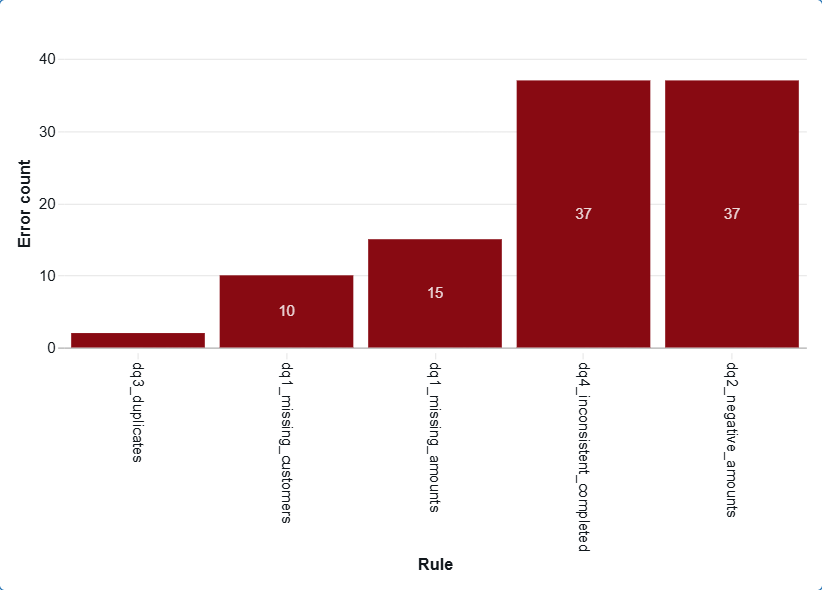 40
30
20
10
0
Error count
10
15
37
37
dq3_duplicates
dq1_missing_customers
dq1_missing_amounts
dq4_inconsistent_completed
dq2_negative_amounts
Rule